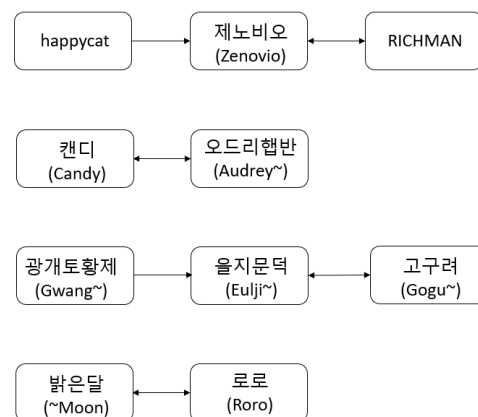 happycat
제노비오
(Zenovio)
RICHMAN
캔디
(Candy)
오드리햅반
(Audrey~)
광개토황제
(Gwang~)
을지문덕
(Eulji~)
고구려
(Gogu~)
밝은달
(~Moon)
로로
(Roro)